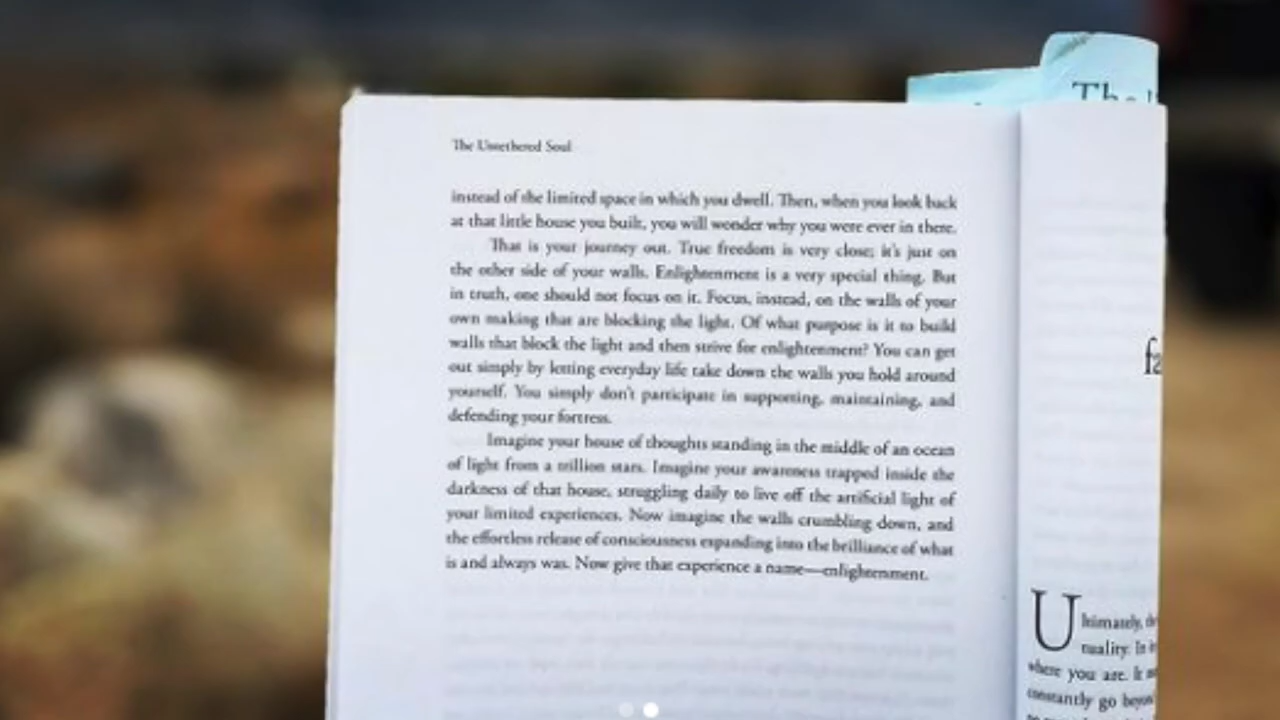 The Untethered Soul
instead of the limited space in which you dwell. Then, when you look back
at that little house you built, you will wonder why you were ever in there.
That is your journey out. True freedom is very close; it's just on
the other side of your walls. Enlightenment is a very special thing. But
in truth, one should not focus on it. Focus, instead, on the walls of your
own making that are blocking the light. Of what purpose is it to build
walls that block the light and then strive for enlightenment? You can get
out simply by letting everyday life take down the walls you hold around
yourself. You simply don't participate in supporting, maintaining, and
defending your fortress.
Imagine your house of thoughts standing in the middle of an ocean
of light from a trillion stars. Imagine your awareness trapped inside the
darkness of that house, struggling daily to live off the artificial light of
your limited experiences. Now imagine the walls crumbling down, and
the effortless release of consciousness expanding into the brilliance of what
is and always was. Now give that experience a name—enlightenment.
The
fa
Ultimately, th
tuality. In it
where you are. It
constantly go beyon